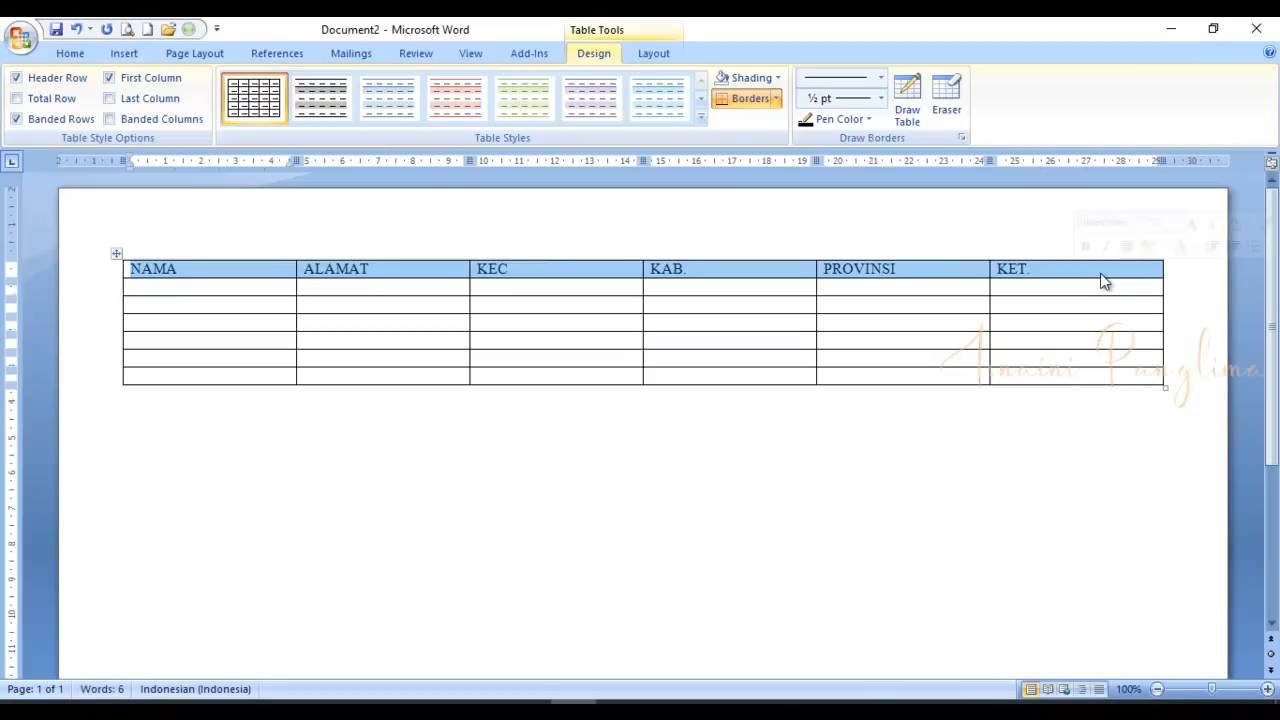 Document2 - Microsoft Word
Table Tools
Home Insert Page Layout References Mailings Review View Add-Ins Design Layout
Header Row First Column
Total Row Last Column
Banded Rows Banded Columns
Table Style Options
Table Styles
Shading
Borders
½ pt
Pen Color
Draw Table
Eraser
Draw Borders
NAMA ALAMAT KEC KAB. PROVINSI KET.
Anaini Panglima
Page: 1 of 1 Words: 6 Indonesian (Indonesia) 100%